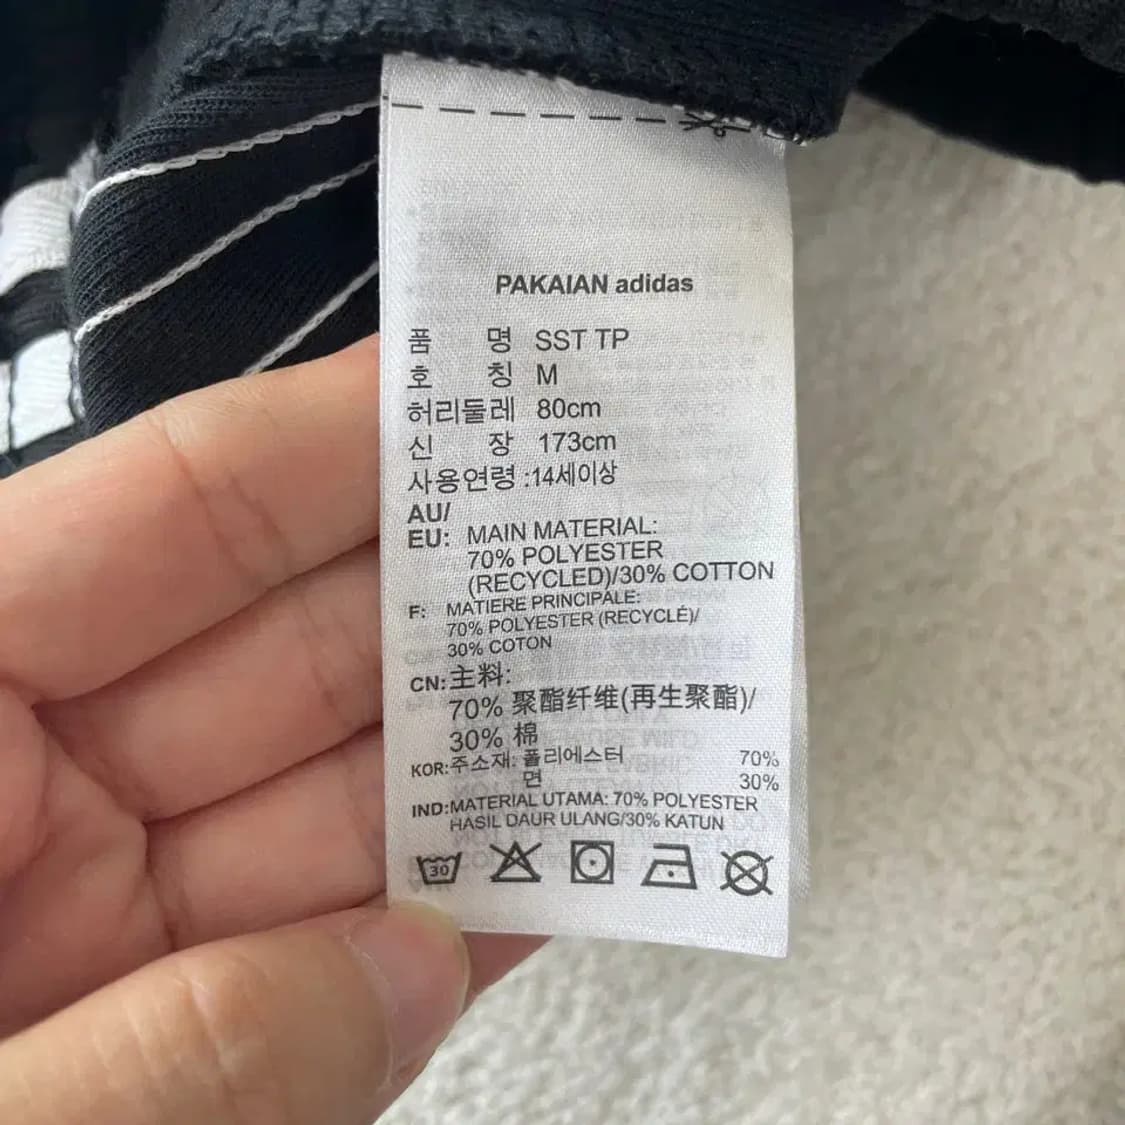 PAKAIAN adidas
품 명 SST TP
호 칭 M
허리둘레 80cm
신 장 173cm
사용연령 :14세이상
AU/
EU: MAIN MATERIAL:
70% POLYESTER
(RECYCLED)/30% COTTON
F: MATIERE PRINCIPALE:
70% POLYESTER (RECYCLÉ)/
30% COTON
CN:主料:
70% 聚酯纤维(再生聚酯)/
30% 棉
KOR:주소재: 폴리에스터 70%
면 30%
IND:MATERIAL UTAMA: 70% POLYESTER
HASIL DAUR ULANG/30% KATUN
30